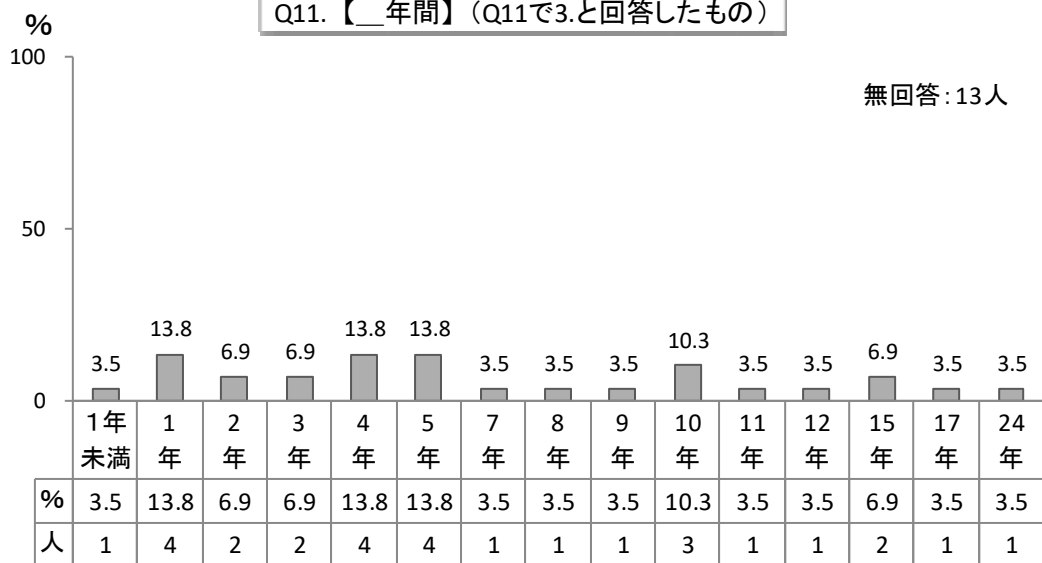 Q11.【__年間】（Q11で3.と回答したもの）
%
100
無回答：13人
50
13.8 13.8 13.8
10.3
6.9 6.9 6.9
3.5 3.5 3.5 3.5 3.5 3.5 3.5 3.5
0
1年 1 2 3 4 5 7 8 9 10 11 12 15 17 24
未満 年 年 年 年 年 年 年 年 年 年 年 年 年 年
% 3.5 13.8 6.9 6.9 13.8 13.8 3.5 3.5 3.5 10.3 3.5 3.5 6.9 3.5 3.5
人 1 4 2 2 4 4 1 1 1 3 1 1 2 1 1